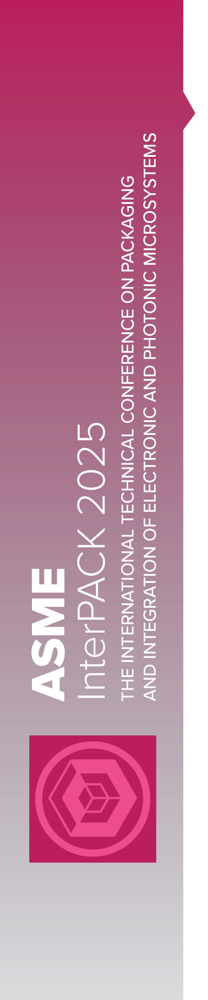 ASME
InterPACK 2025
THE INTERNATIONAL TECHNICAL CONFERENCE ON PACKAGING
AND INTEGRATION OF ELECTRONIC AND PHOTONIC MICROSYSTEMS